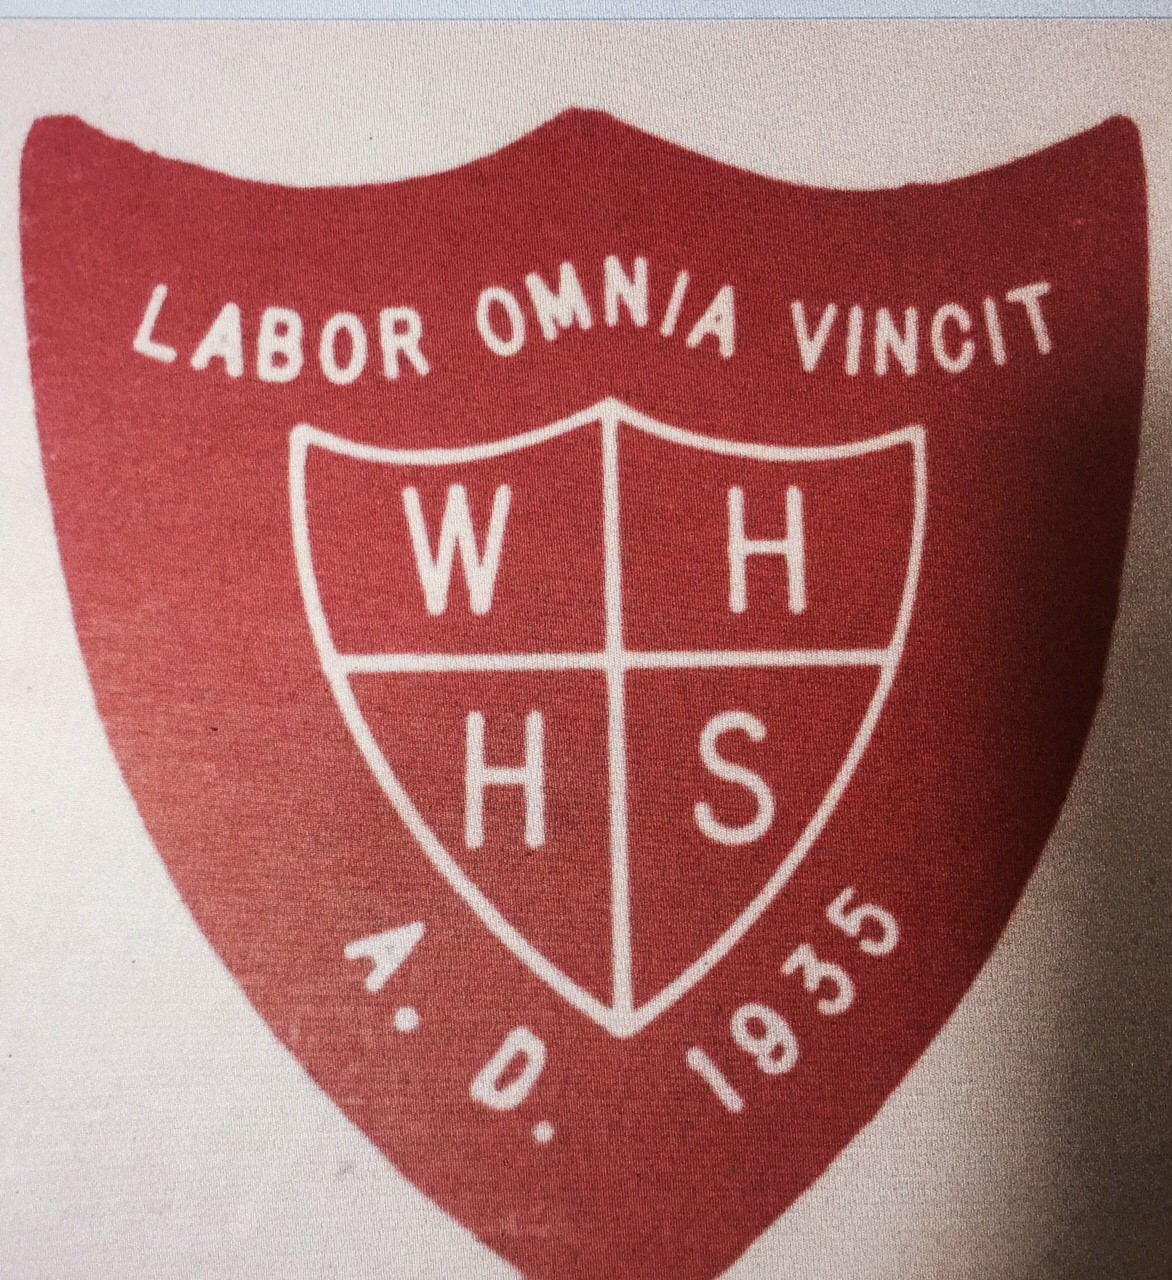 LABOR OMNIA VINCIT
W H
H S
A. D. 1935